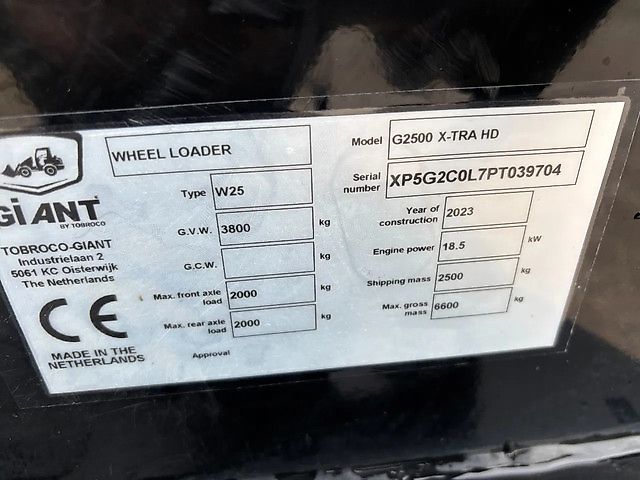 GiANT
BY TOBROCO
TOBROCO-GIANT
Industrielaan 2
5061 KC Oisterwijk
The Netherlands
CE
MADE IN THE
NETHERLANDS
WHEEL LOADER
Type W25
G.V.W. 3800 kg
G.C.W. kg
Max. front axle
load 2000 kg
Max. rear axle
load 2000 kg
Approval
Model G2500 X-TRA HD
Serial
number XP5G2C0L7PT039704
Year of
construction 2023
Engine power 18.5 kW
Shipping mass 2500 kg
Max. gross
mass 6600 kg